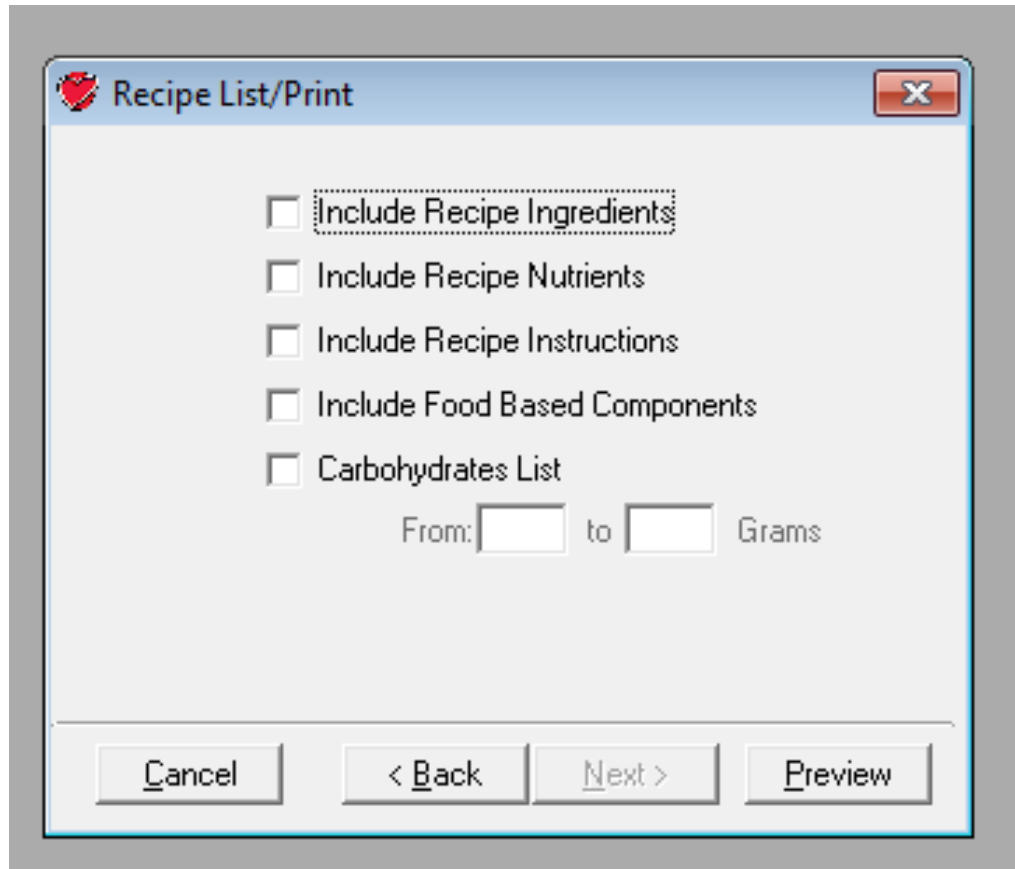 Recipe List/Print
Include Recipe Ingredients
Include Recipe Nutrients
Include Recipe Instructions
Include Food Based Components
Carbohydrates List
From: to Grams
Cancel < Back Next > Preview